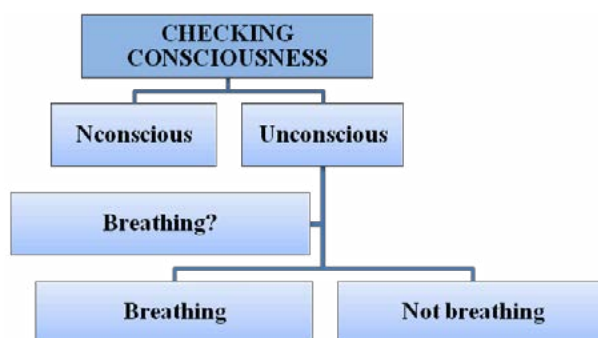 CHECKING
CONSCIOUSNESS
Nconscious
Unconscious
Breathing?
Breathing
Not breathing